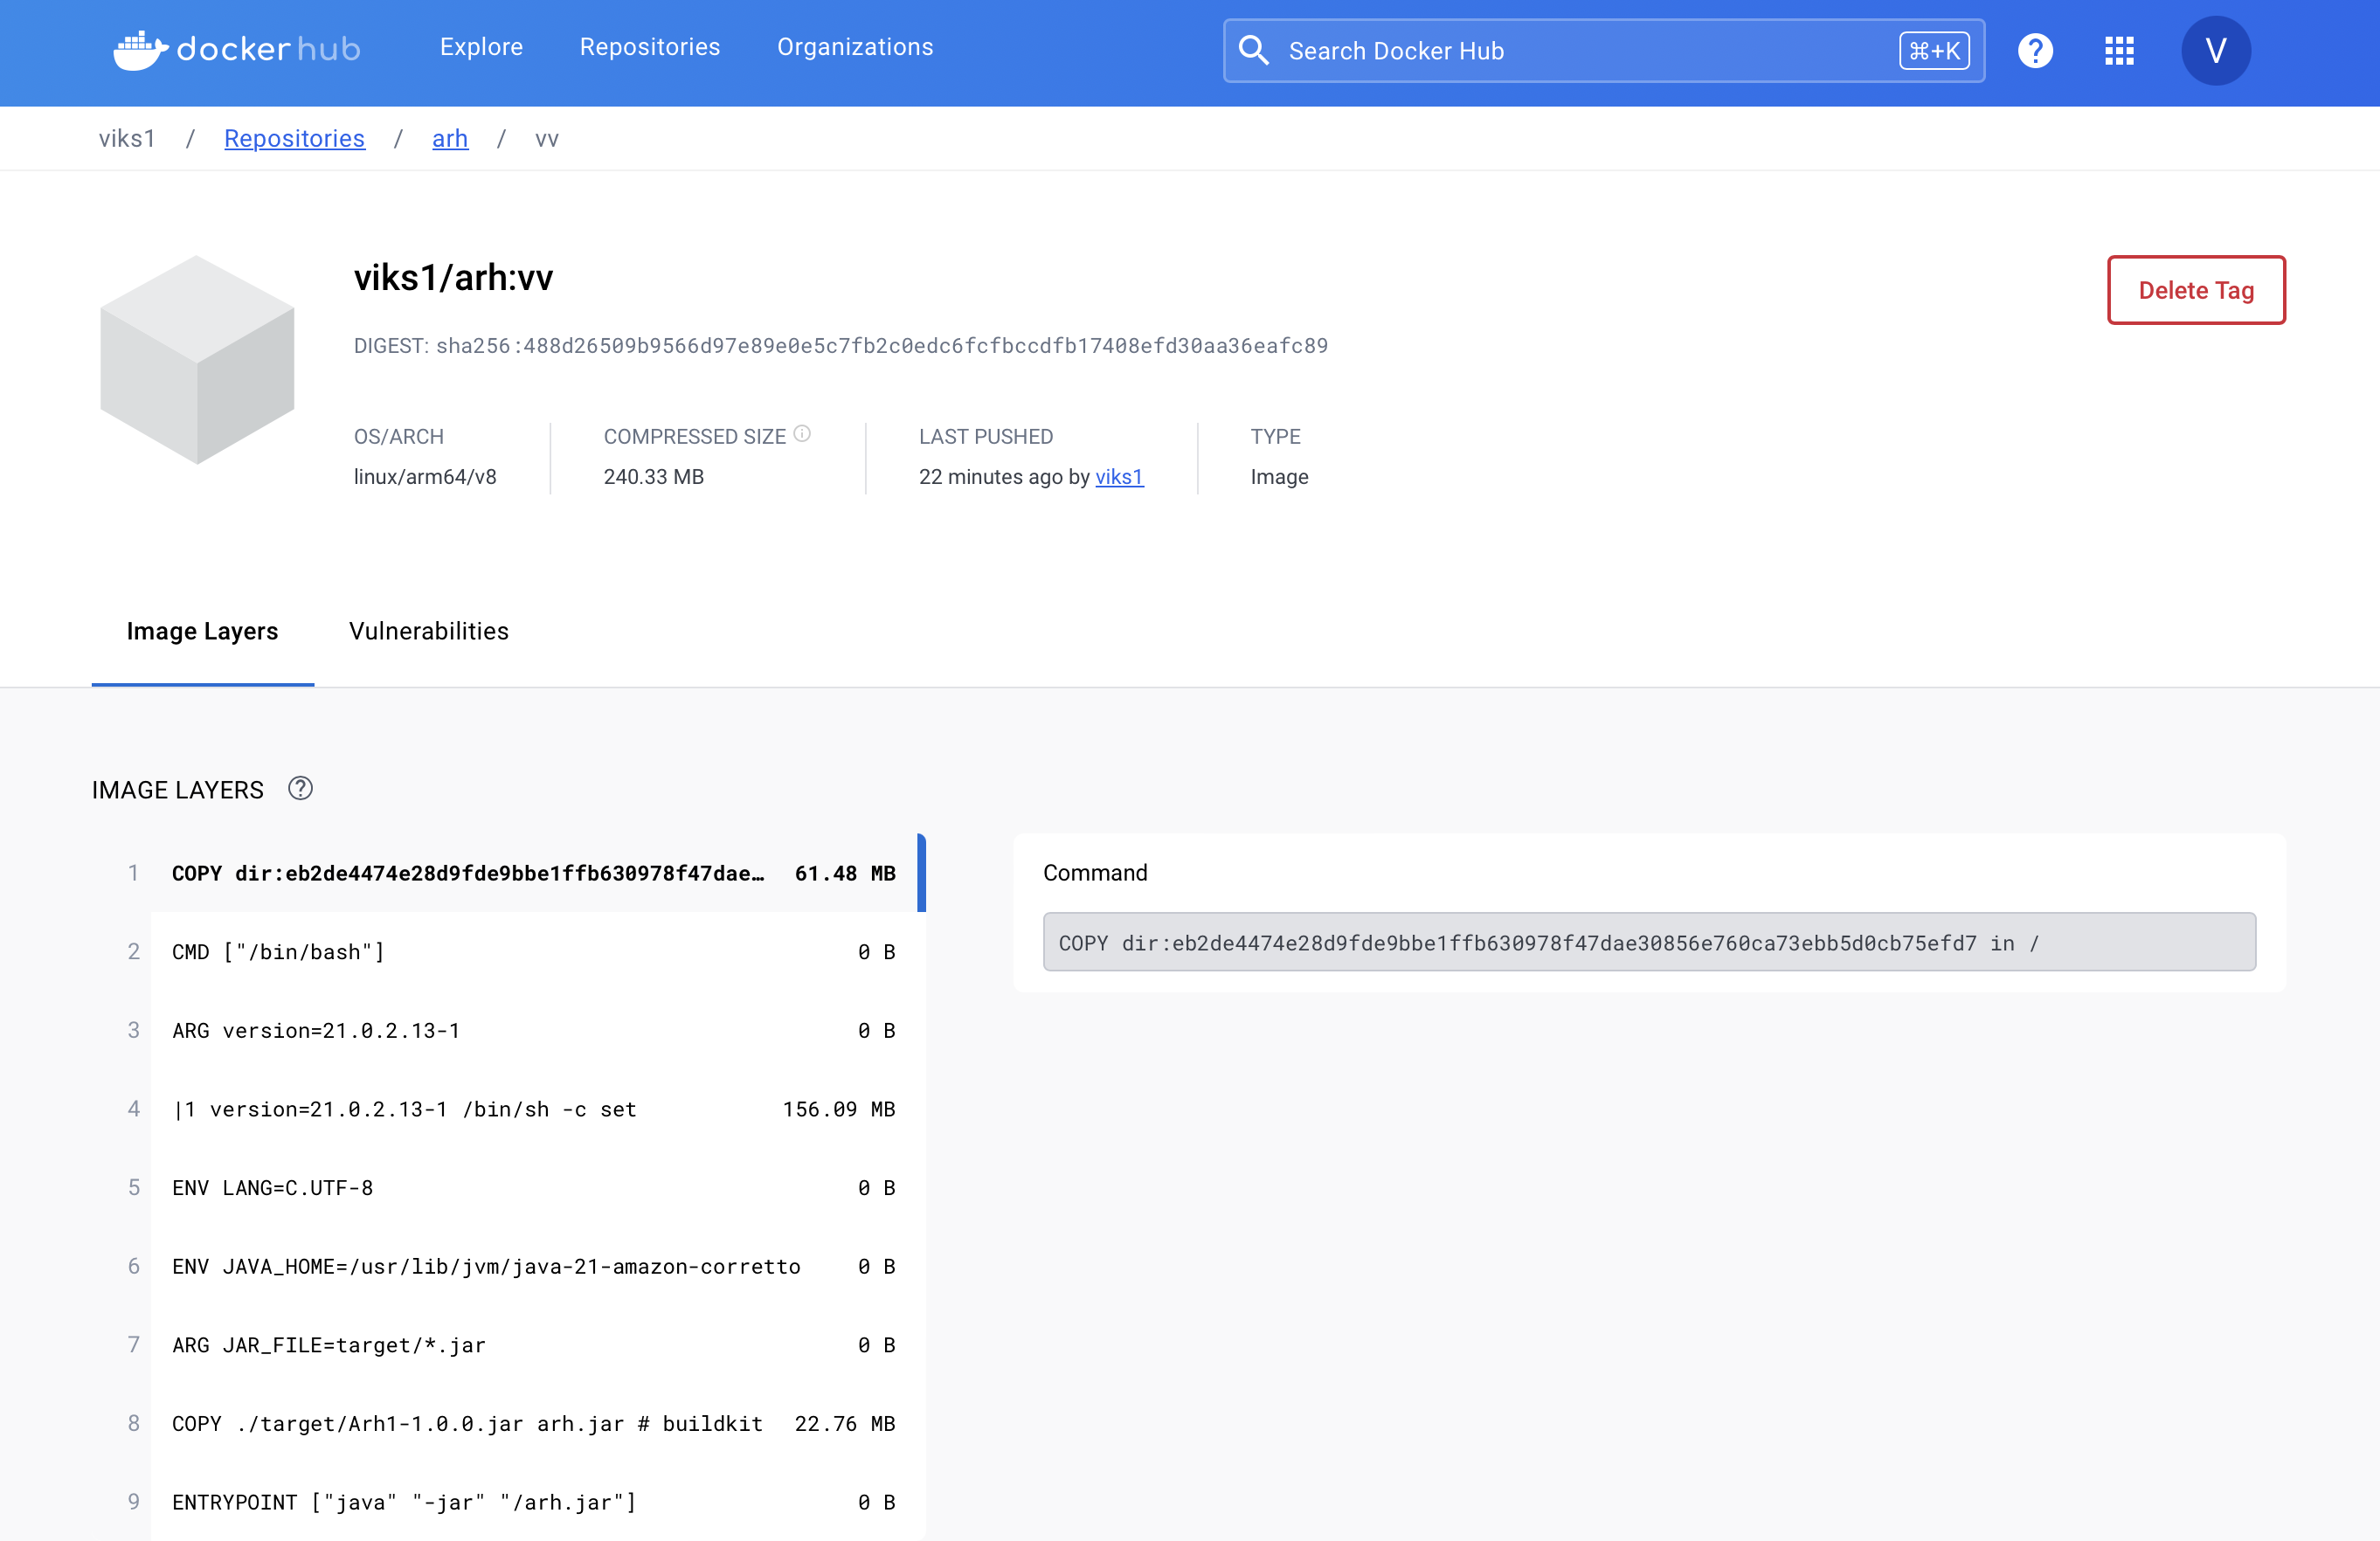 docker hub Explore Repositories Organizations Search Docker Hub ⌘+K ? V
viks1 / Repositories / arh / vv
viks1/arh:vv
Delete Tag
DIGEST: sha256:488d26509b9566d97e89e0e5c7fb2c0edc6fcfbccdfb17408efd30aa36eafc89
OS/ARCH COMPRESSED SIZE LAST PUSHED TYPE
linux/arm64/v8 240.33 MB 22 minutes ago by viks1 Image
Image Layers Vulnerabilities
IMAGE LAYERS ?
1 COPY dir:eb2de4474e28d9fde9bbe1ffb630978f47dae… 61.48 MB
Command
2 CMD ["/bin/bash"] 0 B
COPY dir:eb2de4474e28d9fde9bbe1ffb630978f47dae30856e760ca73ebb5d0cb75efd7 in /
3 ARG version=21.0.2.13-1 0 B
4 |1 version=21.0.2.13-1 /bin/sh -c set 156.09 MB
5 ENV LANG=C.UTF-8 0 B
6 ENV JAVA_HOME=/usr/lib/jvm/java-21-amazon-corretto 0 B
7 ARG JAR_FILE=target/*.jar 0 B
8 COPY ./target/Arh1-1.0.0.jar arh.jar # buildkit 22.76 MB
9 ENTRYPOINT ["java" "-jar" "/arh.jar"] 0 B